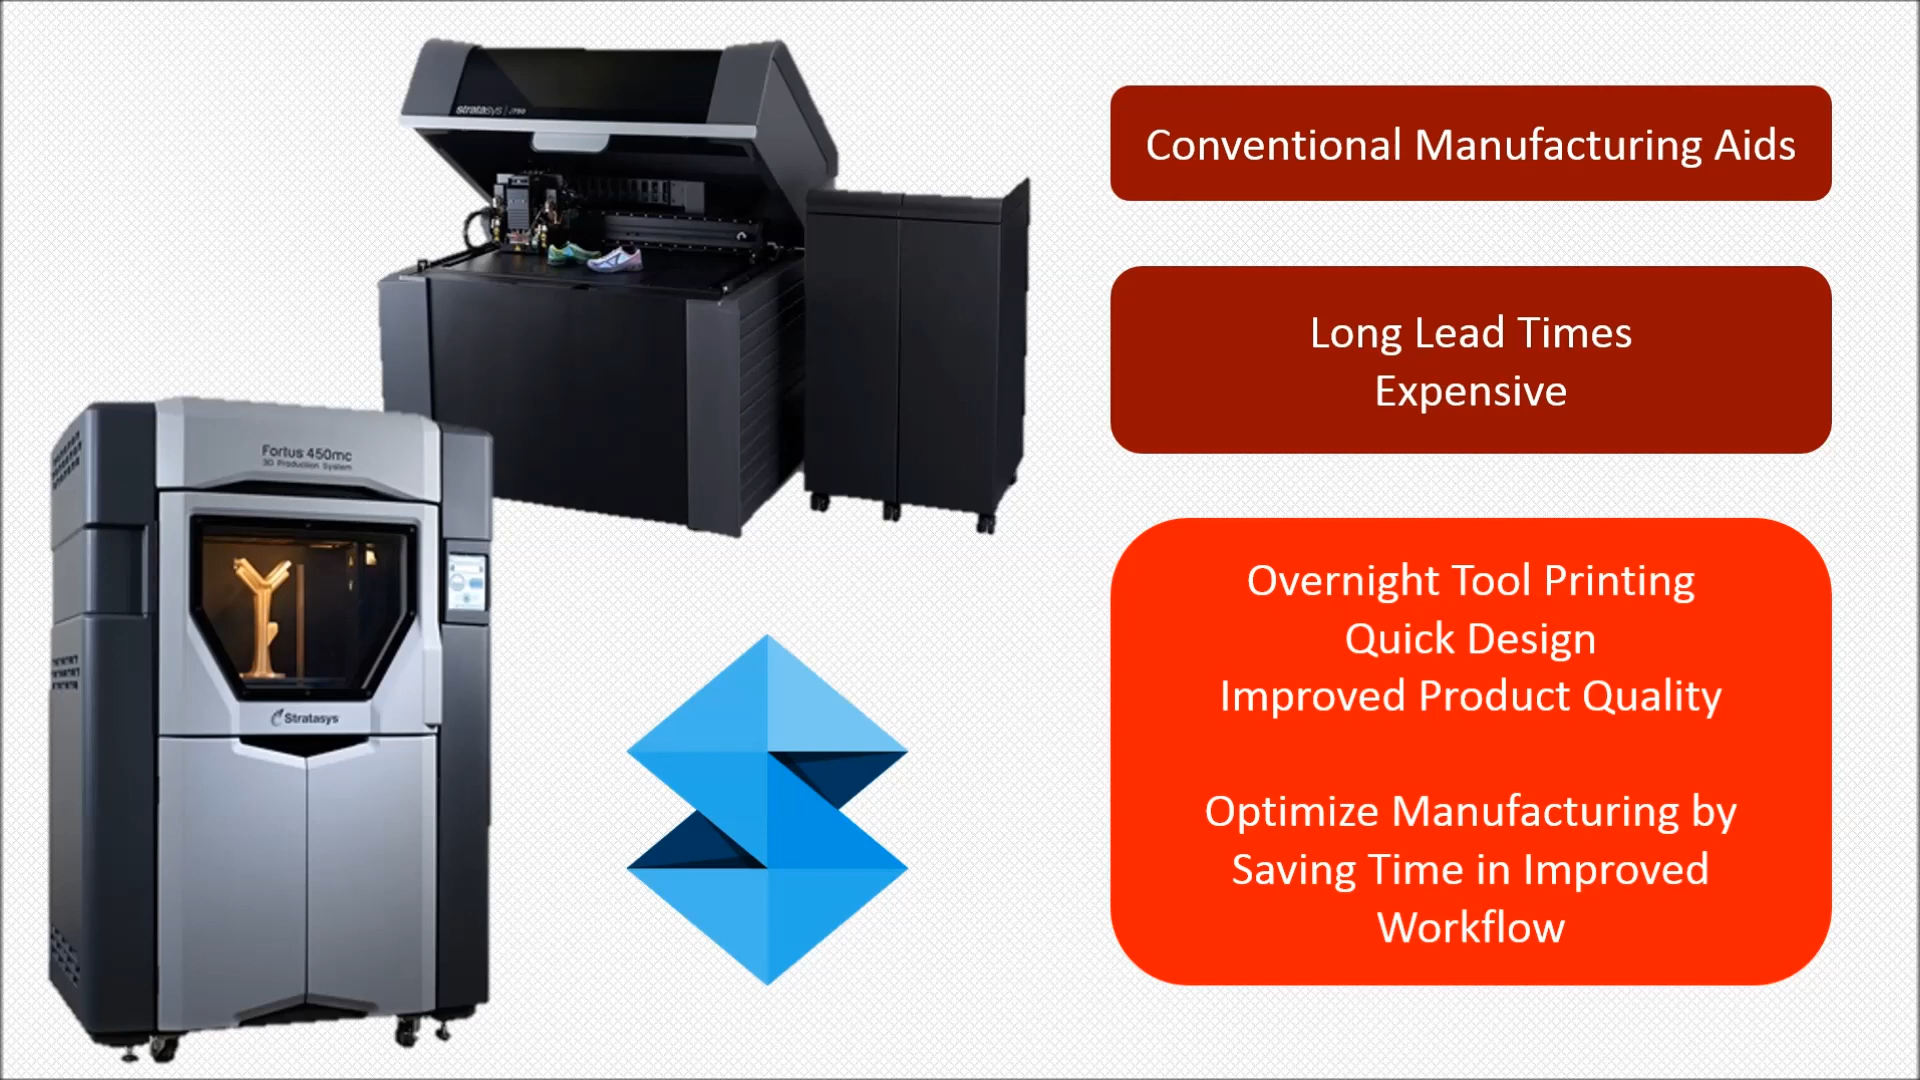 stratasys | J750
Conventional Manufacturing Aids
Long Lead Times
Expensive
Fortus 450mc
3D Production System
Stratasys
Overnight Tool Printing
Quick Design
Improved Product Quality
Optimize Manufacturing by
Saving Time in Improved
Workflow